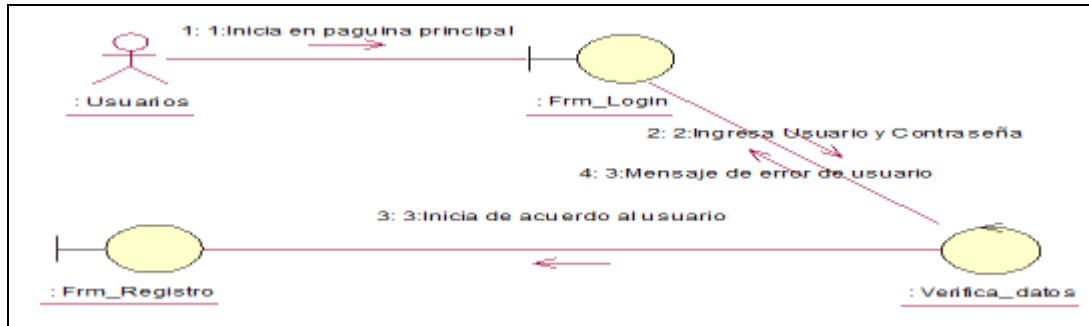 1: 1:Inicia en paguina principal
: Usuarios
: Frm_Login
2: 2:Ingresa Usuario y Contraseña
4: 3:Mensaje de error de usuario
3: 3:Inicia de acuerdo al usuario
: Frm_Registro
: Verifica_datos